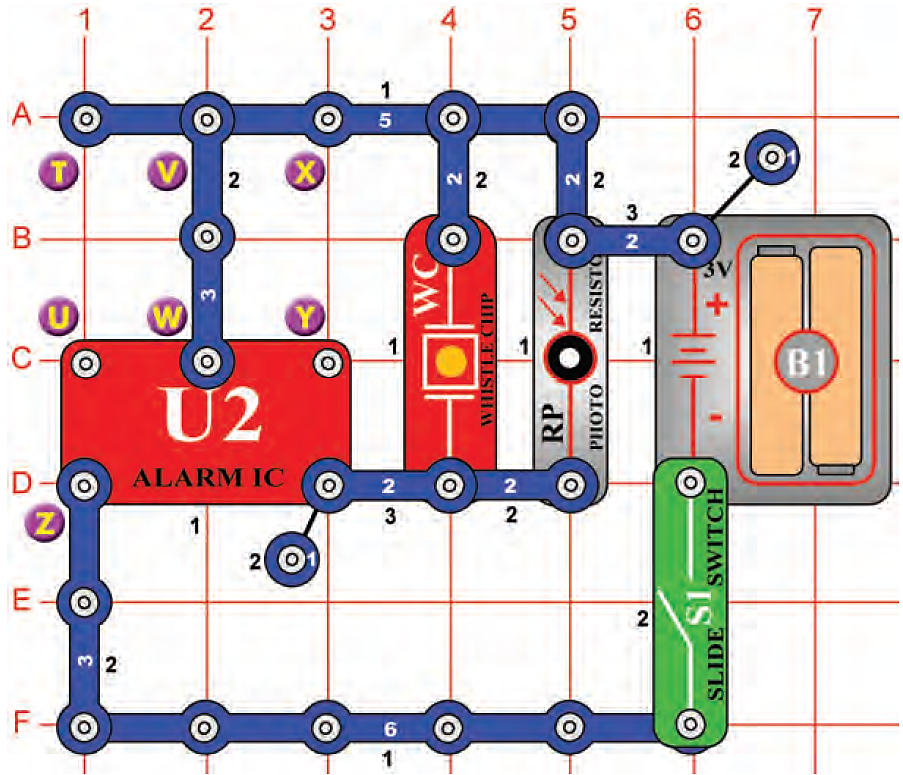 1 2 3 4 5 6 7
A
1
5
T
V
2
X
2
2
2
2
2
1
3
B
2
3V
+
WC
WHISTLE CHIP
RESISTO
3
U
W
Y
C
1
1
1
B1
U2
RP
PHOTO
-
ALARM IC
D
2
2
Z
1
3
2
2
1
E
2
S1
SLIDE SWITCH
3
2
F
6
1